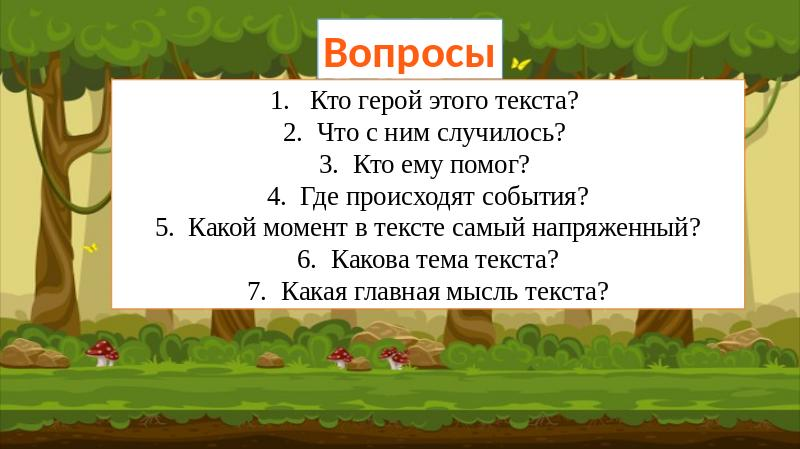 Вопросы
1. Кто герой этого текста?
2. Что с ним случилось?
3. Кто ему помог?
4. Где происходят события?
5. Какой момент в тексте самый напряженный?
6. Какова тема текста?
7. Какая главная мысль текста?